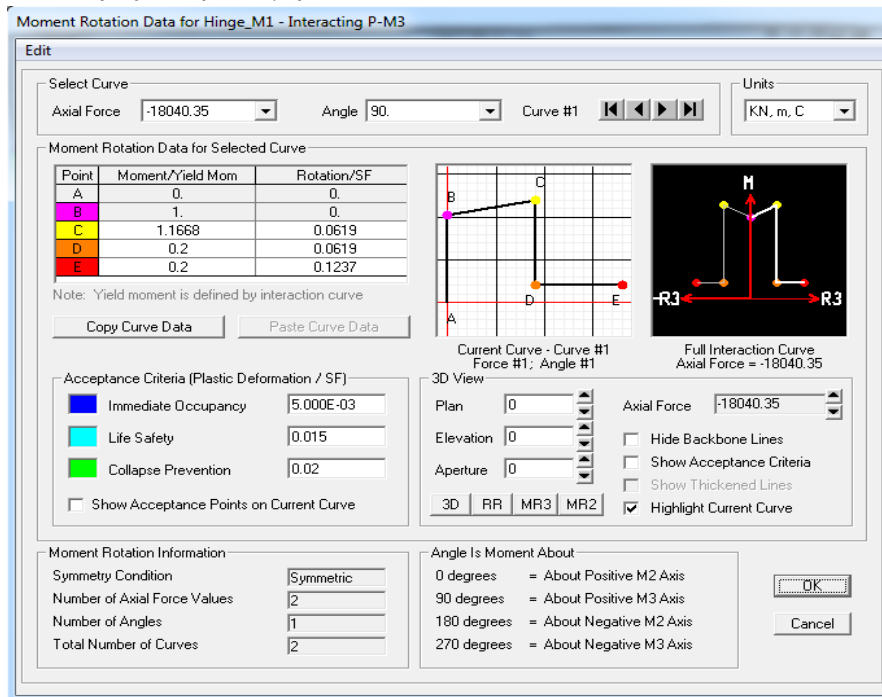 Moment Rotation Data for Hinge_M1 - Interacting P-M3
Edit
Select Curve
Axial Force -18040.35 Angle 90. Curve #1
Units
KN, m, C
Moment Rotation Data for Selected Curve
Point Moment/Yield Mom Rotation/SF
A 0. 0.
B 1. 0.
C 1.1668 0.0619
D 0.2 0.0619
E 0.2 0.1237
Note: Yield moment is defined by interaction curve
Copy Curve Data Paste Curve Data
B C
D E
A
Current Curve - Curve #1
Force #1; Angle #1
M
-R3 R3
Full Interaction Curve
Axial Force = -18040.35
Acceptance Criteria (Plastic Deformation / SF)
Immediate Occupancy 5.000E-03
Life Safety 0.015
Collapse Prevention 0.02
Show Acceptance Points on Current Curve
3D View
Plan 0
Elevation 0
Aperture 0
3D RR MR3 MR2
Axial Force -18040.35
Hide Backbone Lines
Show Acceptance Criteria
Show Thickened Lines
Highlight Current Curve
Moment Rotation Information
Symmetry Condition Symmetric
Number of Axial Force Values 2
Number of Angles 1
Total Number of Curves 2
Angle Is Moment About
0 degrees = About Positive M2 Axis
90 degrees = About Positive M3 Axis
180 degrees = About Negative M2 Axis
270 degrees = About Negative M3 Axis
OK
Cancel